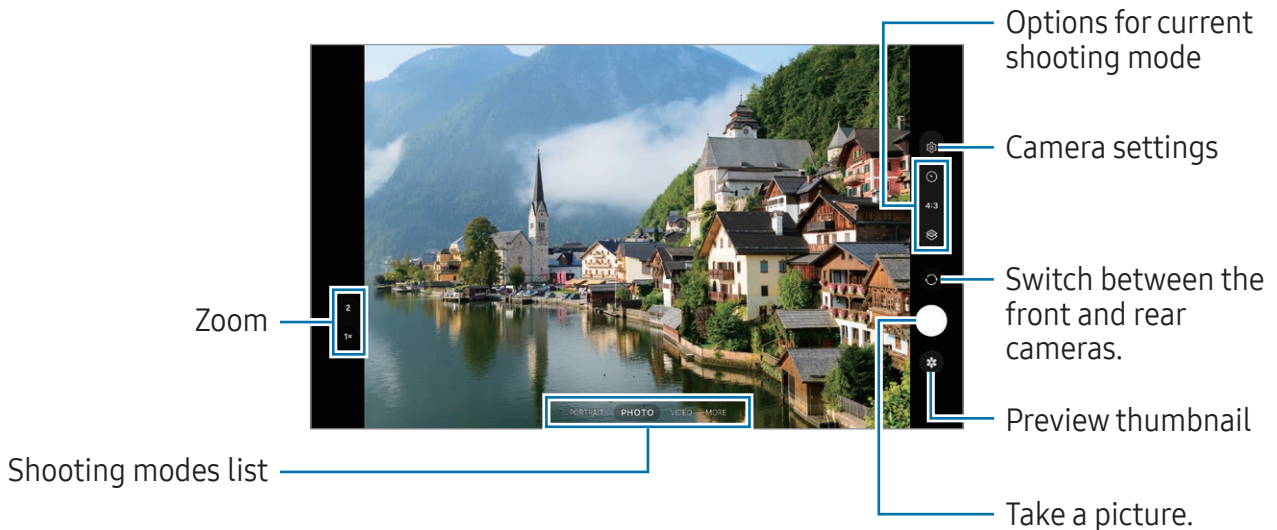 Options for current
shooting mode
Camera settings
4:3
Switch between the
front and rear
cameras.
Zoom
2
1×
PORTRAIT PHOTO VIDEO MORE
Preview thumbnail
Shooting modes list
Take a picture.